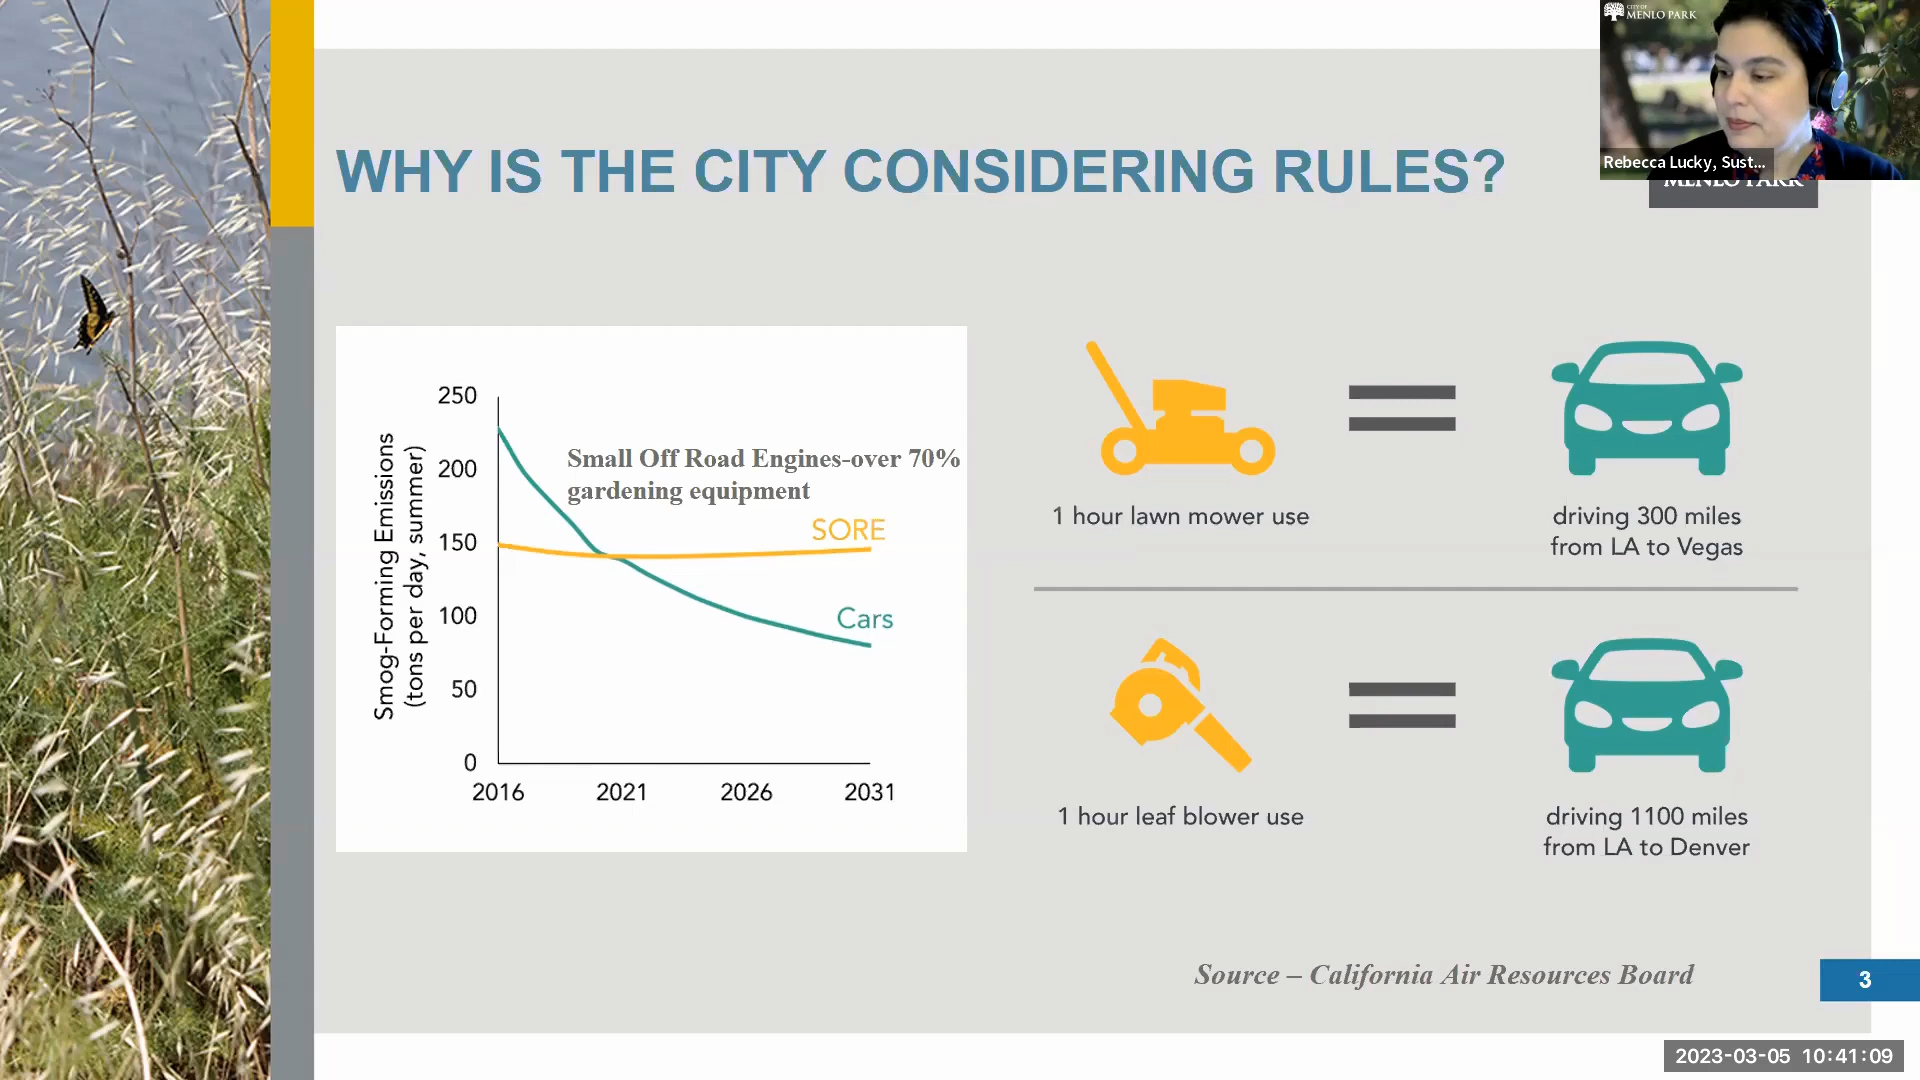 CITY OF
MENLO PARK
Rebecca Lucky, Sust...
MENLO PARK
WHY IS THE CITY CONSIDERING RULES?
Smog-Forming Emissions
(tons per day, summer)
250
200
150
100
50
0
2016 2021 2026 2031
Small Off Road Engines-over 70%
gardening equipment
SORE
Cars
1 hour lawn mower use
driving 300 miles
from LA to Vegas
1 hour leaf blower use
driving 1100 miles
from LA to Denver
Source – California Air Resources Board
3
2023-03-05 10:41:09